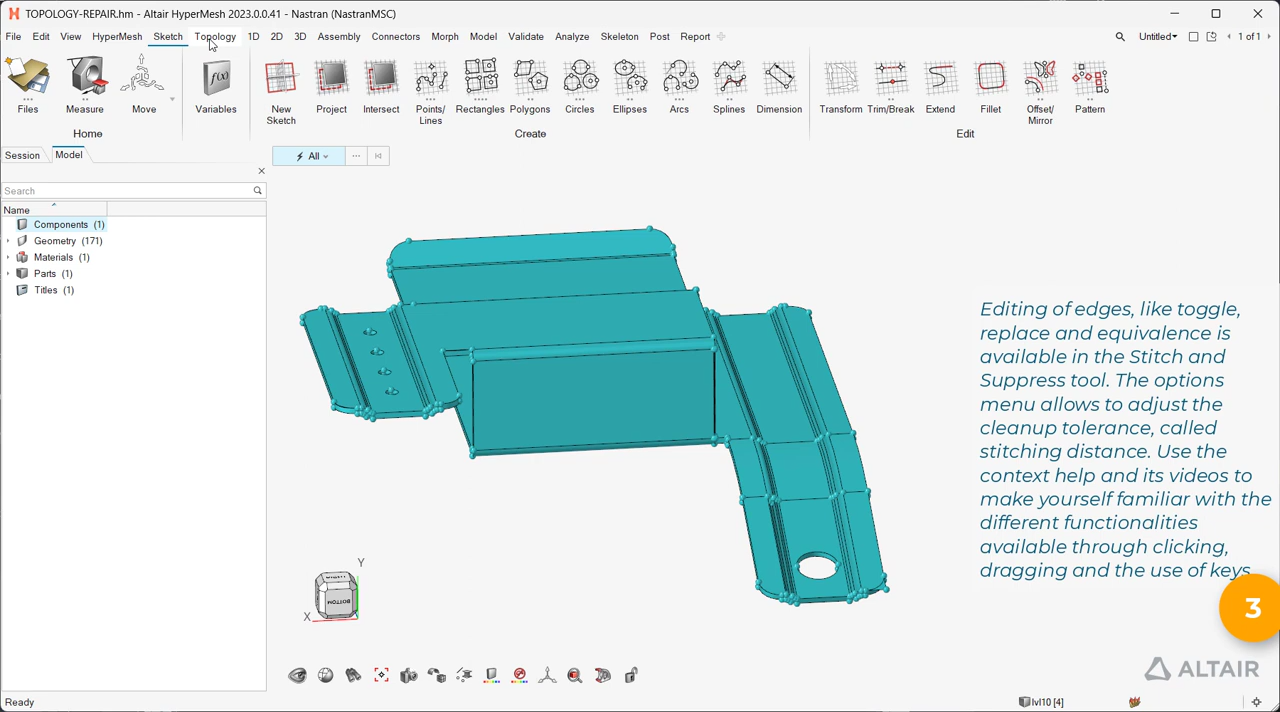 TOPOLOGY-REPAIR.hm - Altair HyperMesh 2023.0.0.41 - Nastran (NastranMSC)
File Edit View HyperMesh Sketch Topology 1D 2D 3D Assembly Connectors Morph Model Validate Analyze Skeleton Post Report Untitled 1 of 1
Files Measure Move Variables New Sketch Project Intersect Points/Lines Rectangles Polygons Circles Ellipses Arcs Splines Dimension Transform Trim/Break Extend Fillet Offset/Mirror Pattern
Home Create Edit
Session Model
All
Search
Name
Components (1)
Geometry (171)
Materials (1)
Parts (1)
Titles (1)
Editing of edges, like toggle,
replace and equivalence is
available in the Stitch and
Suppress tool. The options
menu allows to adjust the
cleanup tolerance, called
stitching distance. Use the
context help and its videos to
make yourself familiar with the
different functionalities
available through clicking,
dragging and the use of keys.
3
Y
X
BOTTOM
ALTAIR
Ready
lvl10 [4]